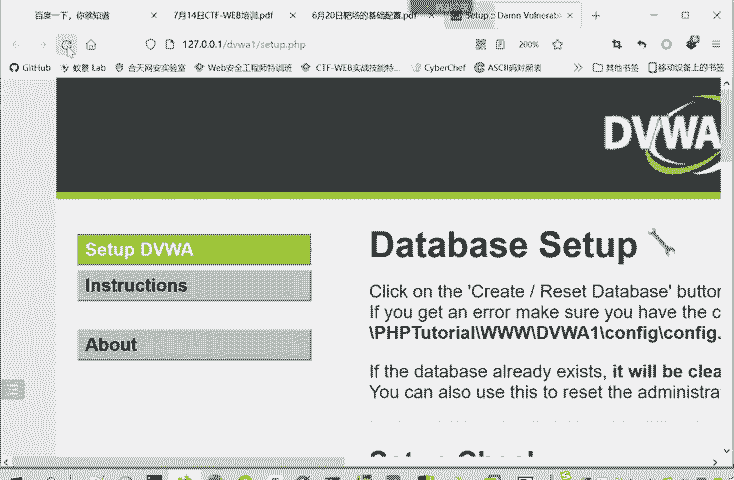 百度一下，你就知道
7月14日CTF-WEB培训.pdf
6月20日靶场的基础配置.pdf
Setup :: Damn Vulnerab
127.0.0.1/dvwa1/setup.php
200%
GitHub
蚁景 Lab
合天网安实验室
Web安全工程师特训班
CTF-WEB实战技能特...
CyberChef
ASCII码对照表
其他书签
移动设备上的书签
DVWA
Setup DVWA
Instructions
About
Database Setup
Click on the 'Create / Reset Database' buttor
If you get an error make sure you have the c
\PHPTutorial\WWW\DVWA1\config\config.
If the database already exists, it will be clea
You can also use this to reset the administra